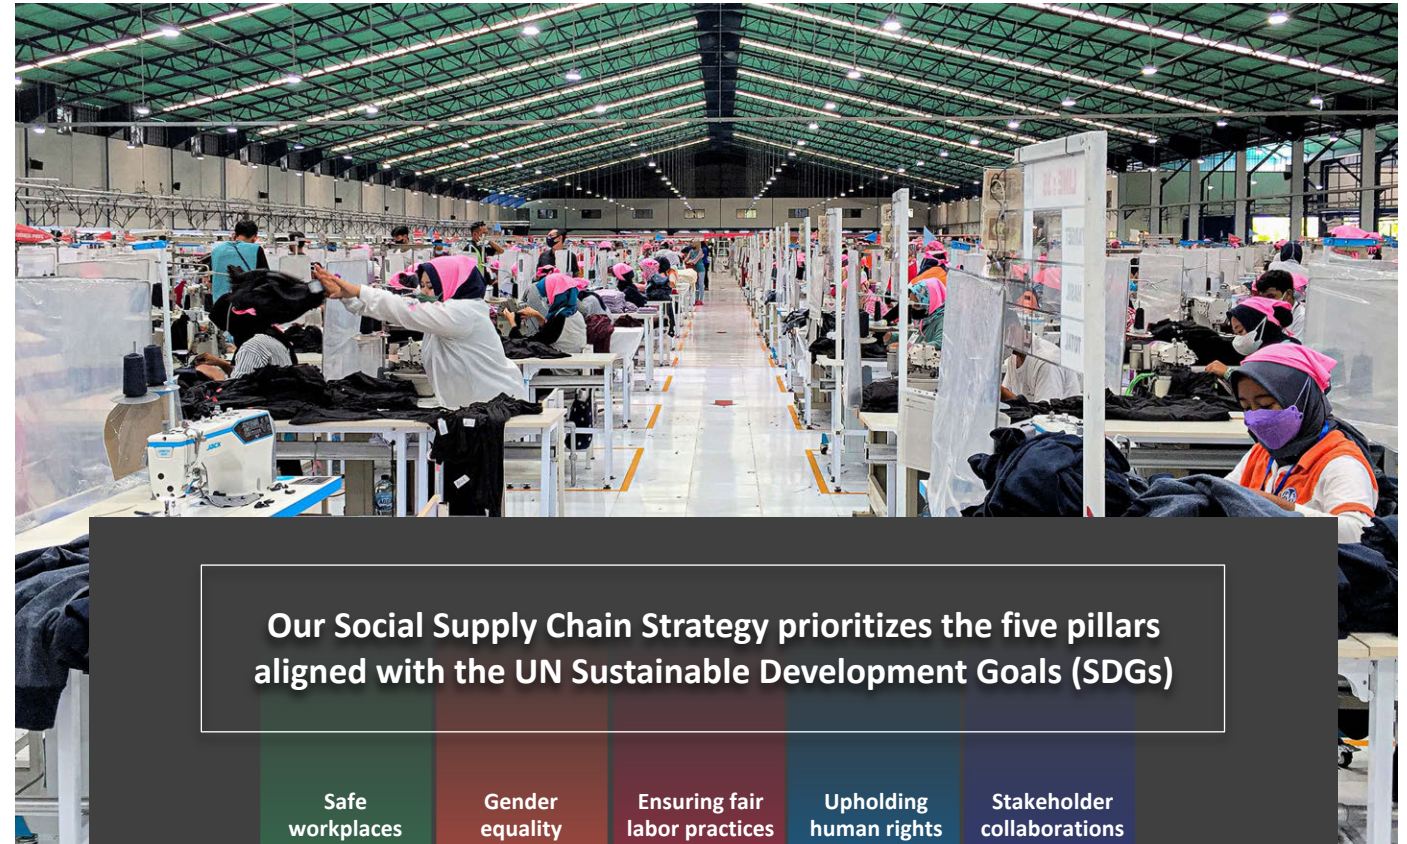 JACK
Our Social Supply Chain Strategy prioritizes the five pillars
aligned with the UN Sustainable Development Goals (SDGs)
Safe
workplaces
Gender
equality
Ensuring fair
labor practices
Upholding
human rights
Stakeholder
collaborations